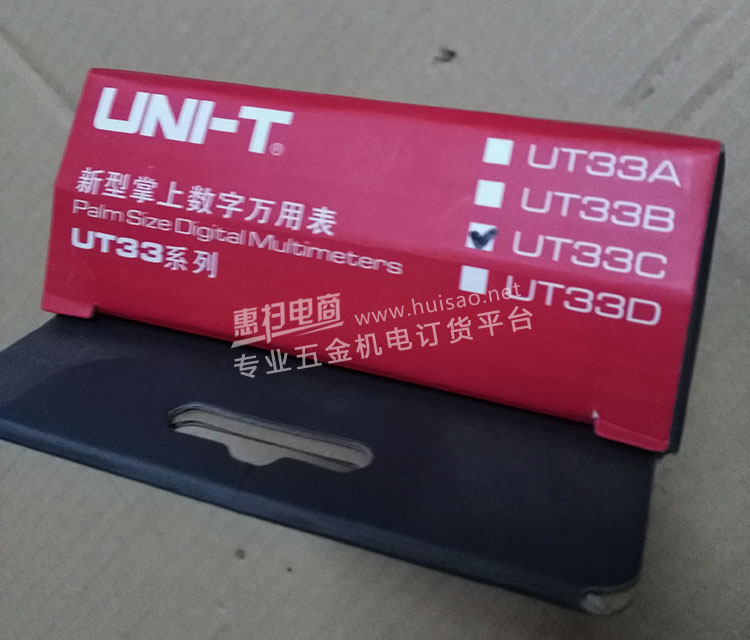 UNI-T®
新型掌上数字万用表
Palm Size Digital Multimeters
UT33系列
UT33A
UT33B
UT33C
UT33D
惠扫电商 www.huisao.net
专业五金机电订货平台